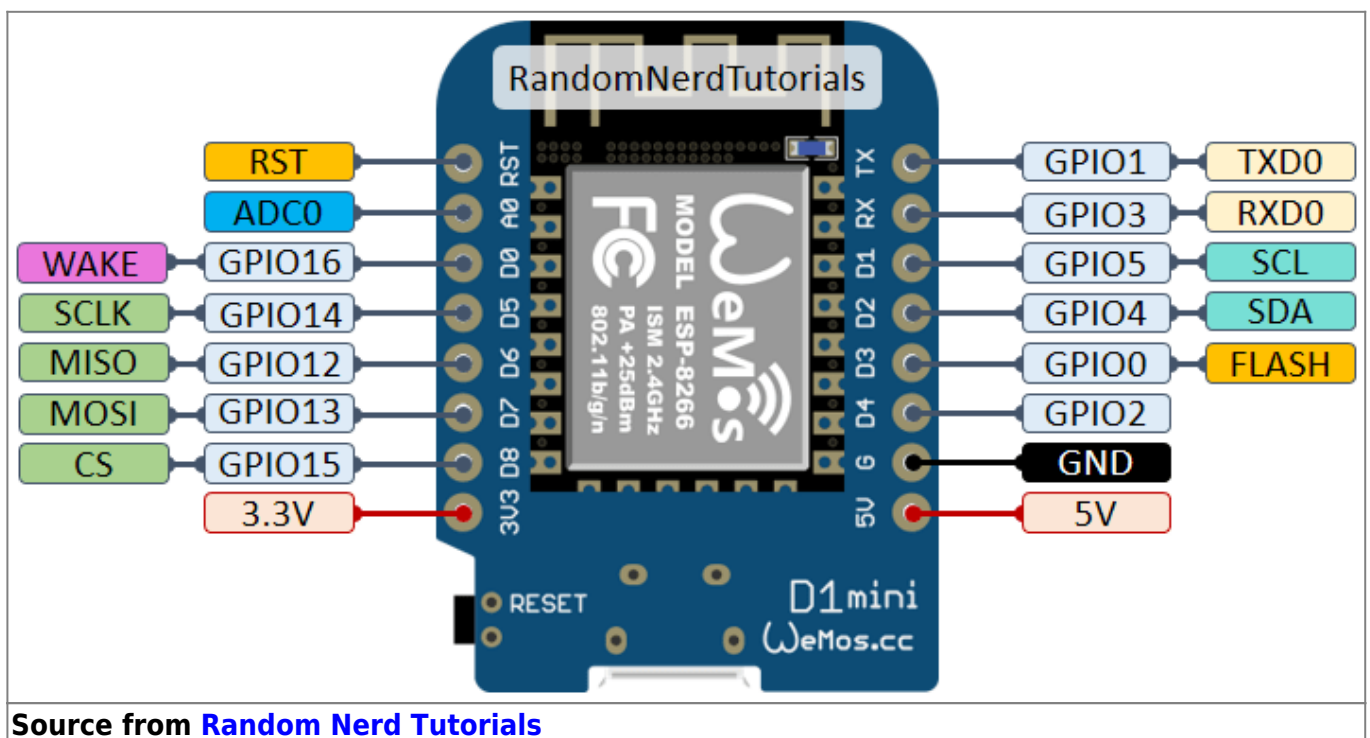 RandomNerdTutorials
RST RST TX GPIO1 TXD0
ADC0 A0 RX GPIO3 RXD0
WAKE GPIO16 D0 D1 GPIO5 SCL
SCLK GPIO14 D5 D2 GPIO4 SDA
MISO GPIO12 D6 D3 GPIO0 FLASH
MOSI GPIO13 D7 D4 GPIO2
CS GPIO15 D8 G GND
3.3V 3V3 5V 5V
WeMos
MODEL ESP-8266
ISM 2.4GHz
PA +25dBm
802.11b/g/n
FC
RESET
D1 mini
WeMos.cc
Source from Random Nerd Tutorials